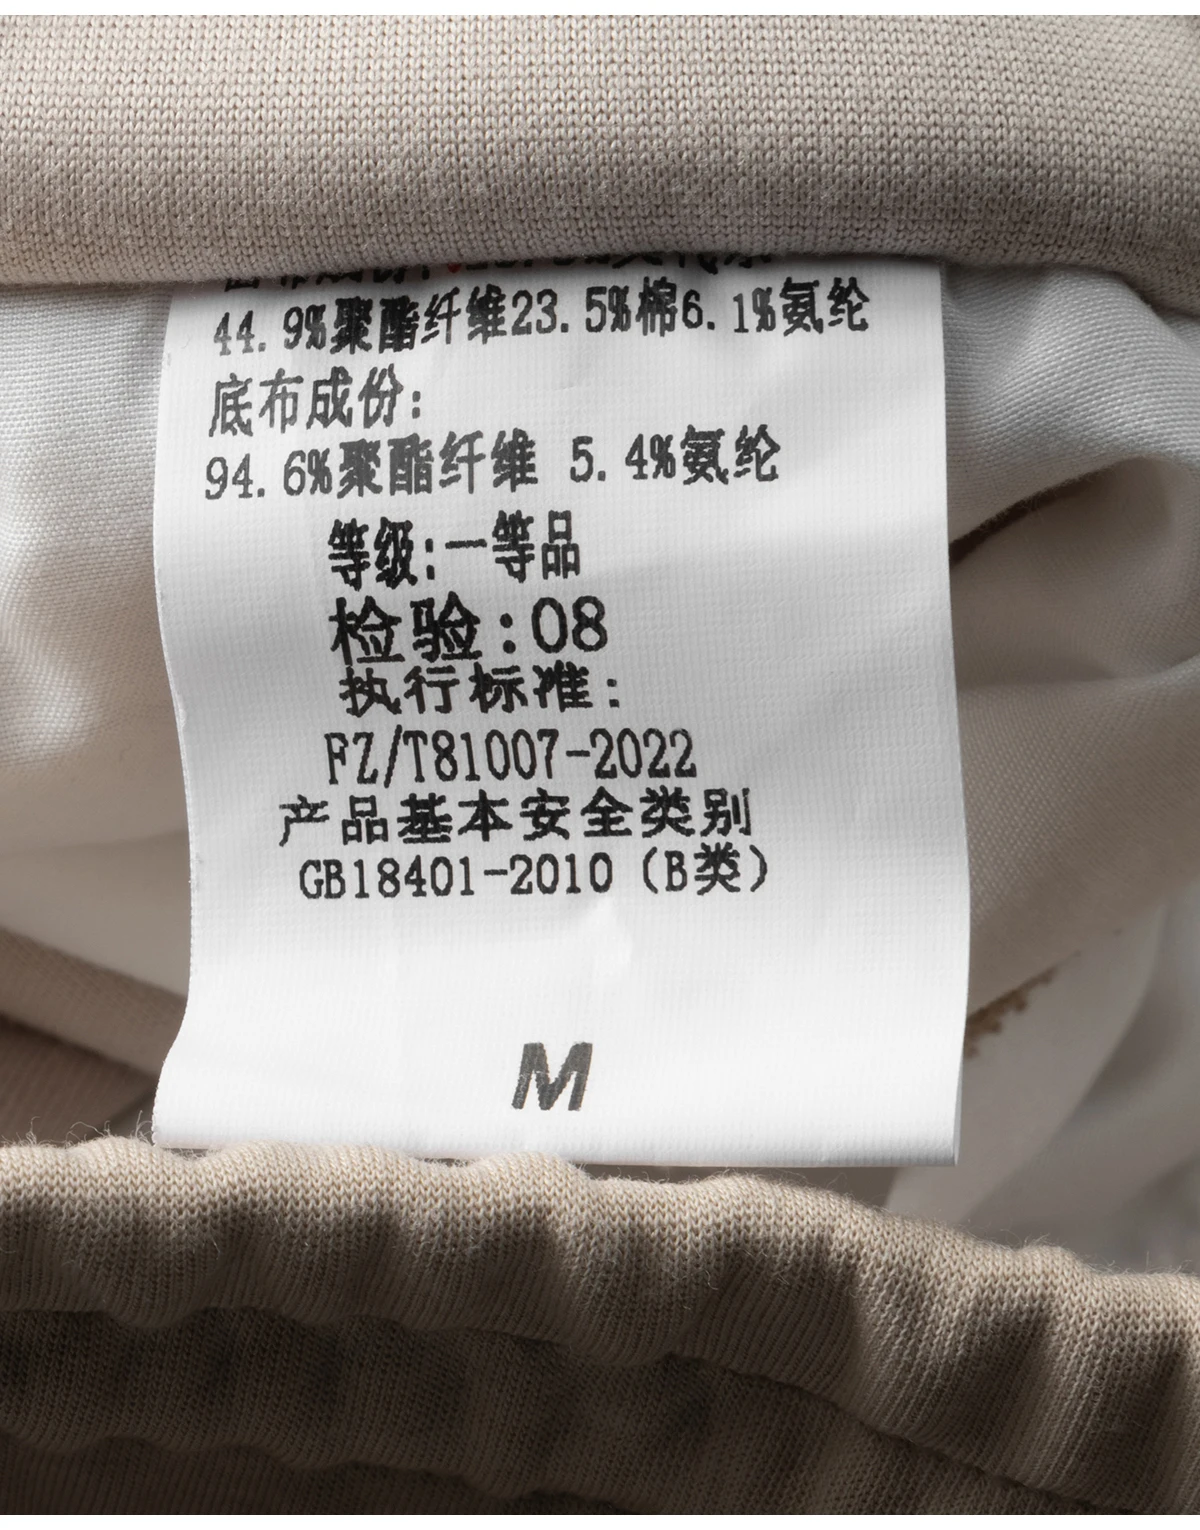 44.9%聚酯纤维23.5%棉6.1%氨纶
底布成份:
94.6%聚酯纤维 5.4%氨纶
等级:一等品
检验:08
执行标准:
FZ/T81007-2022
产品基本安全类别
GB18401-2010（B类）
M